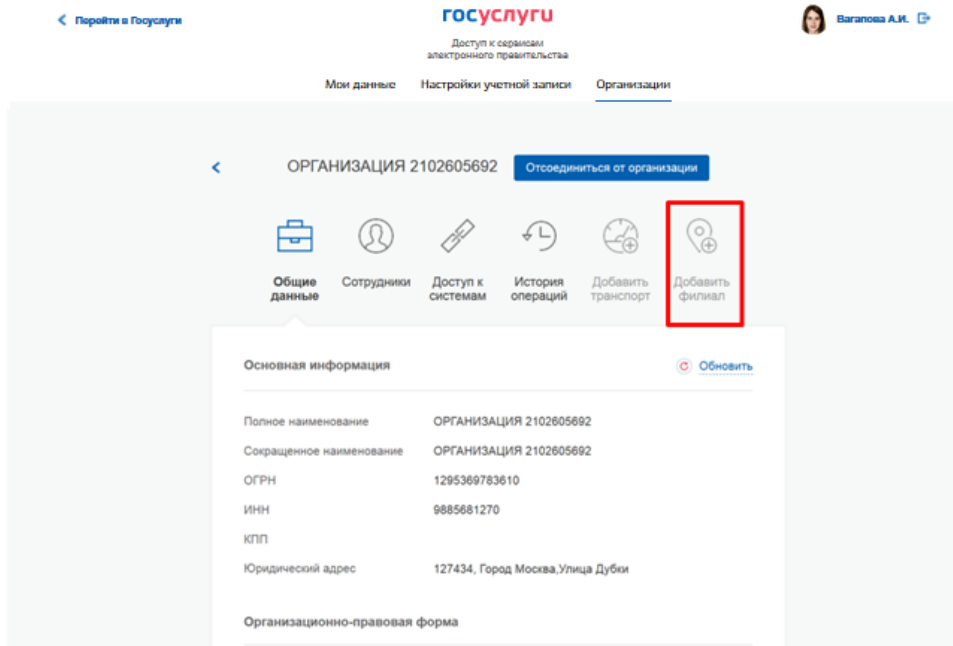 Перейти в Госуслуги
госуслуги
Вагапова А.И.
Доступ к сервисам
электронного правительства
Мои данные
Настройки учетной записи
Организации
ОРГАНИЗАЦИЯ 2102605692
Отсоединиться от организации
Общие
данные
Сотрудники
Доступ к
системам
История
операций
Добавить
транспорт
Добавить
филиал
Основная информация
Обновить
Полное наименование
ОРГАНИЗАЦИЯ 2102605692
Сокращенное наименование
ОРГАНИЗАЦИЯ 2102605692
ОГРН
1295369783610
ИНН
9885681270
КПП
Юридический адрес
127434, Город Москва,Улица Дубки
Организационно-правовая форма